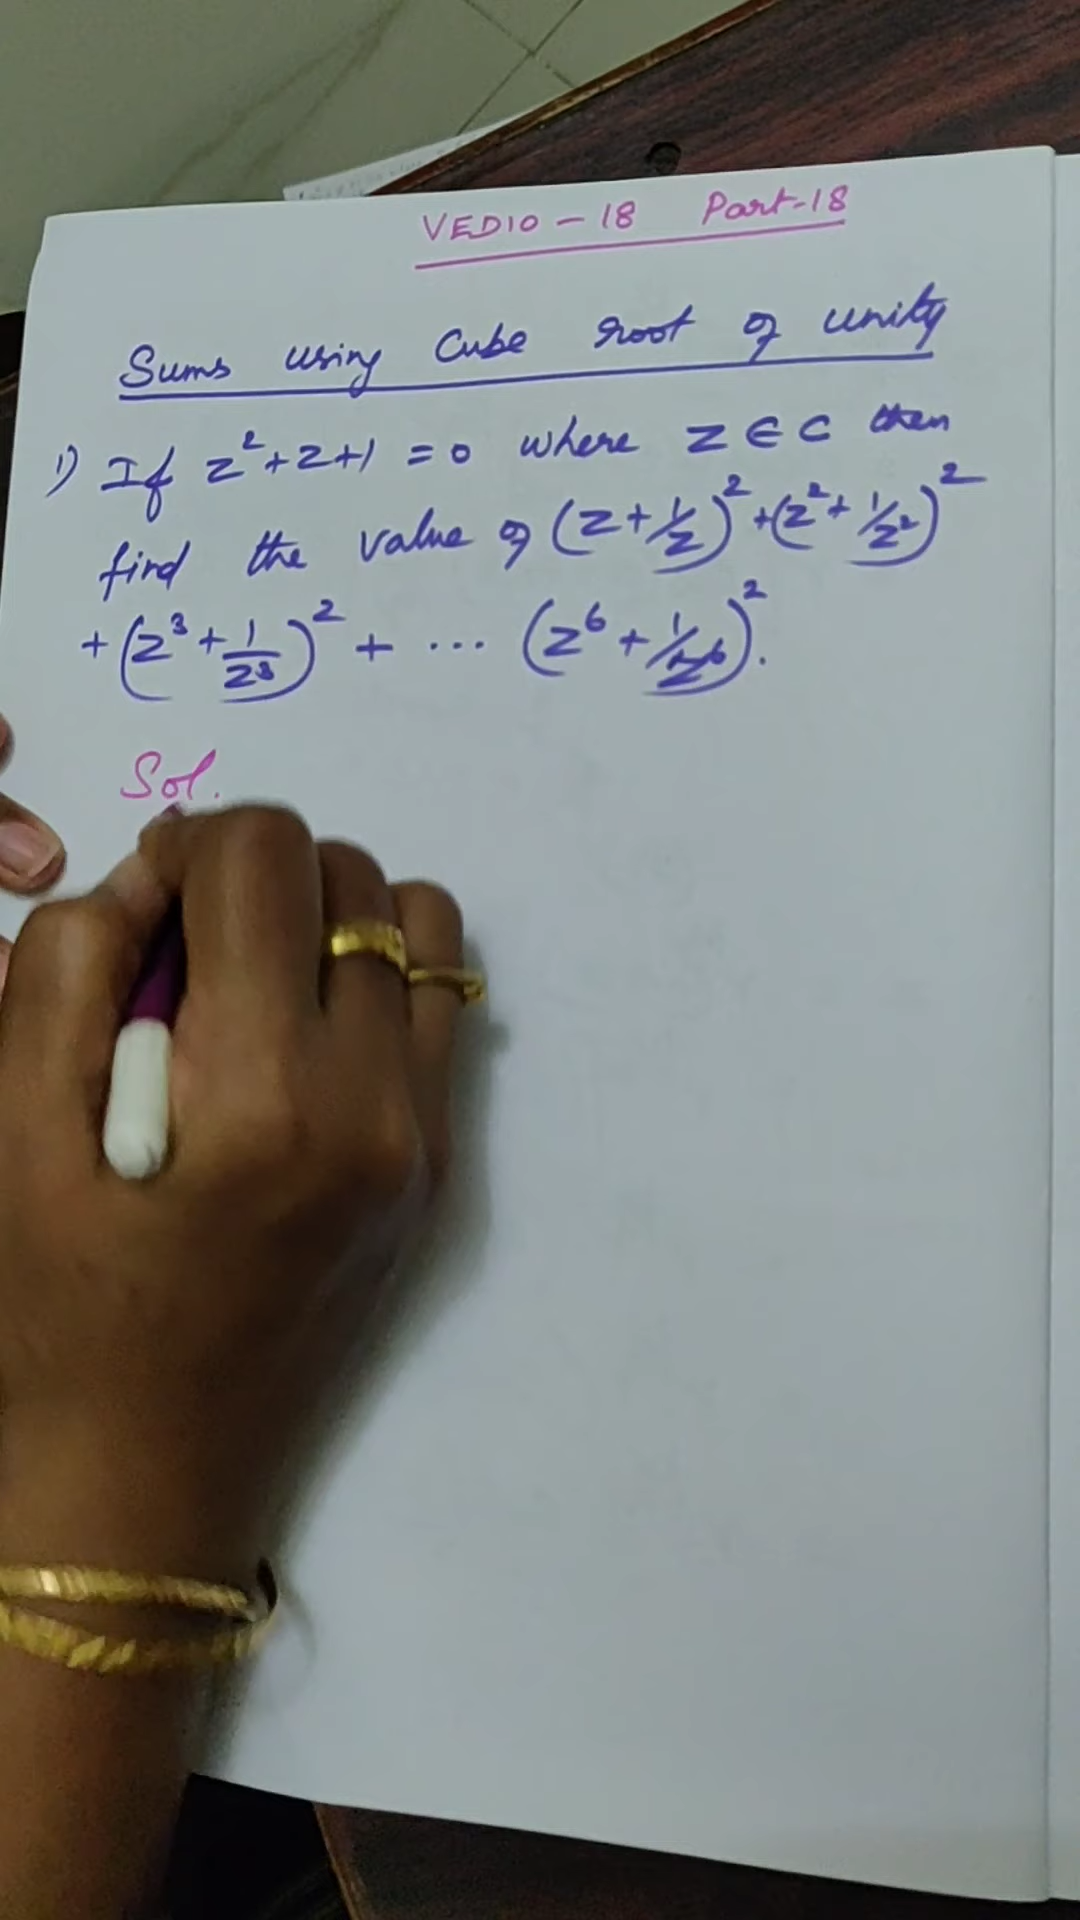 VEDIO - 18 Part-18
Sums using Cube root of unity
1) If z²+z+1 = 0 where z ∈ C then
find the value of (z+1/z)²+(z²+1/z²)²
+(z³+1/z³)² + ... (z⁶+1/z⁶)².
Sol.